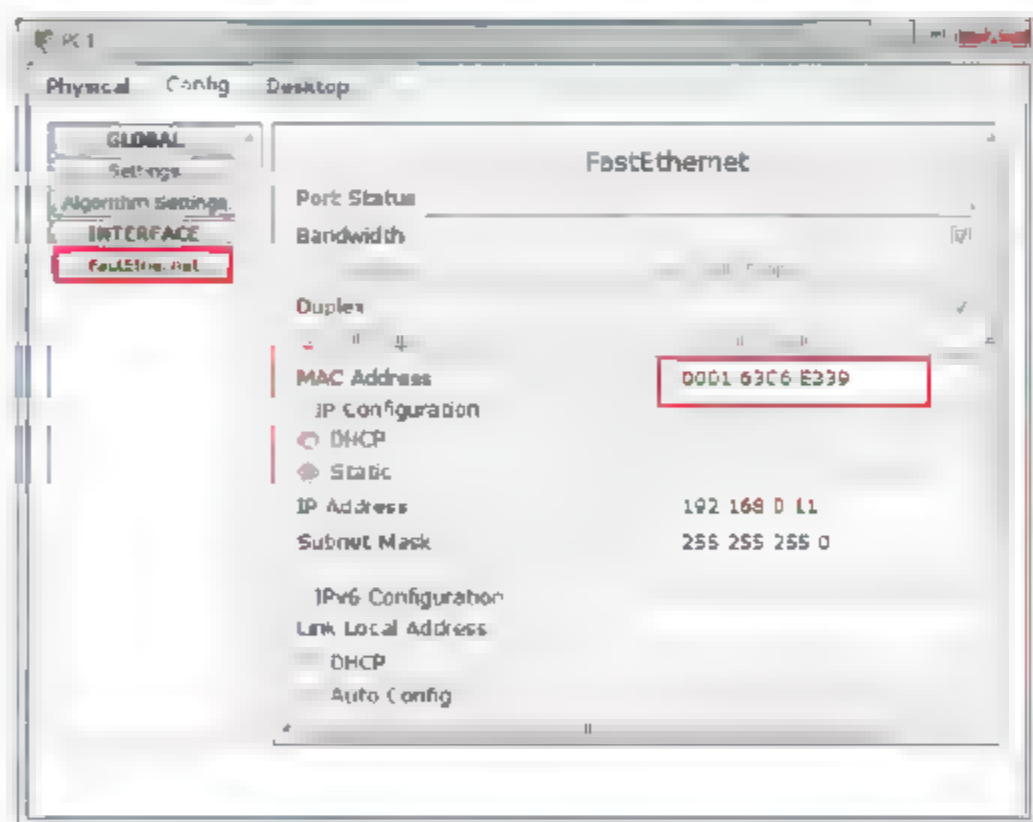 PC1
Physical Config Desktop
GLOBAL
Settings
Algorithm Settings
INTERFACE
FastEthernet
FastEthernet
Port Status
Bandwidth
Duplex
MAC Address 0001 63C6 E339
IP Configuration
DHCP
Static
IP Address 192 168 0 11
Subnet Mask 255 255 255 0
IPv6 Configuration
Link Local Address
DHCP
Auto Config